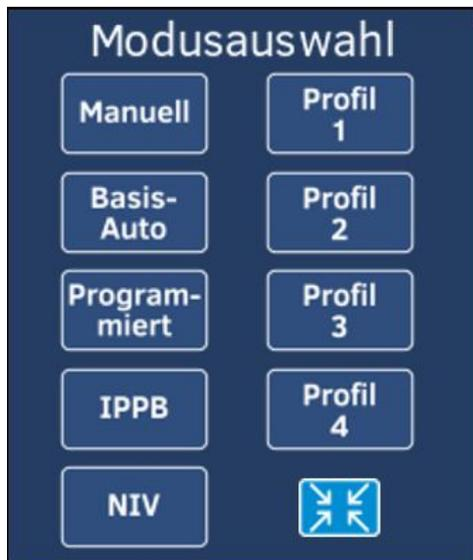 Modusauswahl
Manuell
Profil
1
Basis-
Auto
Profil
2
Program-
miert
Profil
3
IPPB
Profil
4
NIV